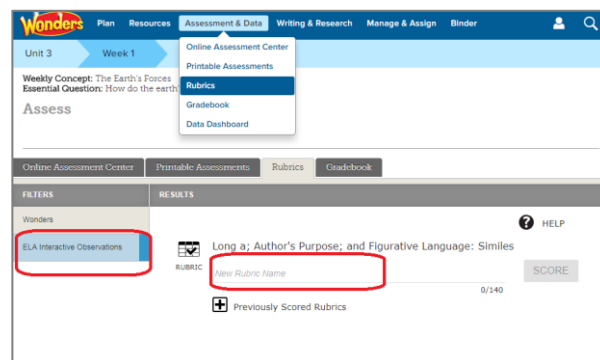 Wonders Plan Resources Assessment & Data Writing & Research Manage & Assign Binder
Online Assessment Center
Printable Assessments
Rubrics
Gradebook
Data Dashboard
Unit 3 Week 1
Weekly Concept: The Earth's Forces
Essential Question: How do the earth'
Assess
Online Assessment Center Printable Assessments Rubrics Gradebook
FILTERS RESULTS
Wonders
ELA Interactive Observations
? HELP
RUBRIC
Long a; Author's Purpose; and Figurative Language: Similes
New Rubric Name
SCORE
0/140
Previously Scored Rubrics